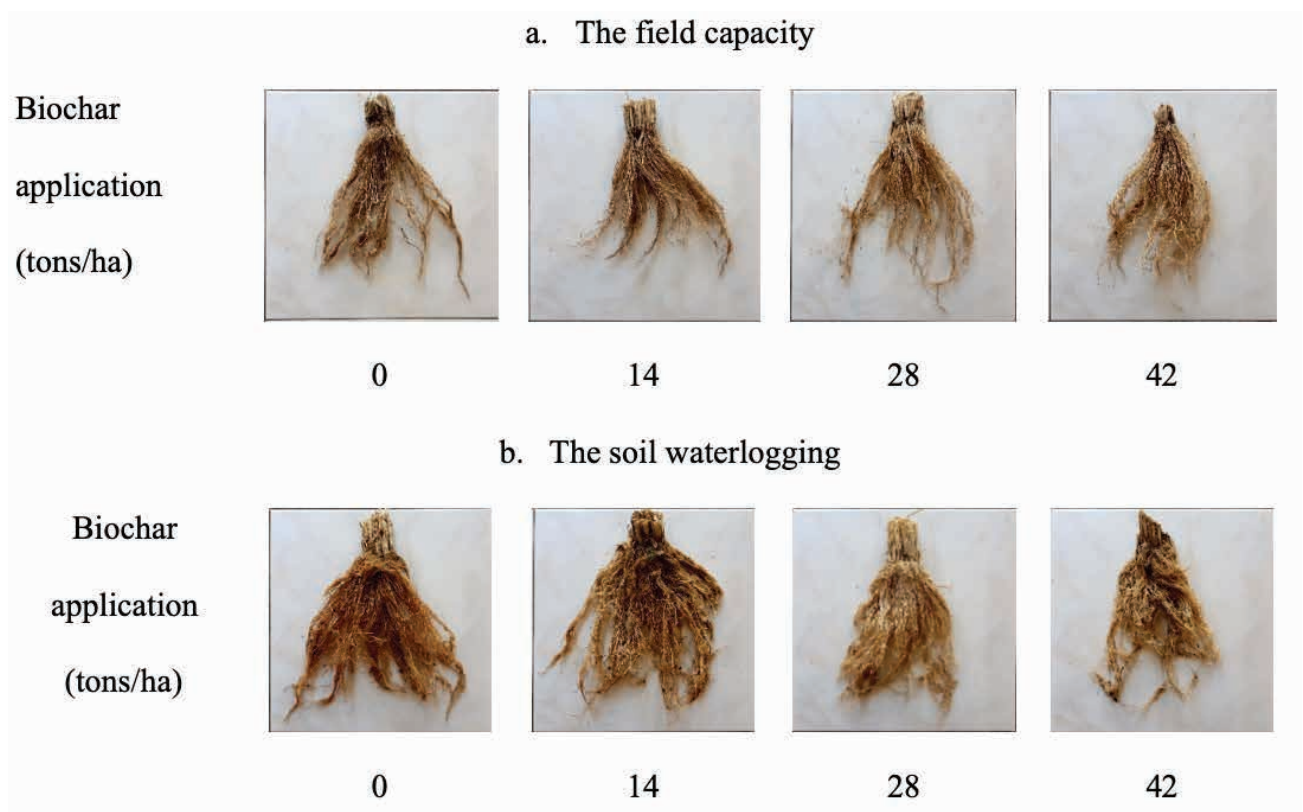 a. The field capacity
Biochar
application
(tons/ha)
0 14 28 42
b. The soil waterlogging
Biochar
application
(tons/ha)
0 14 28 42